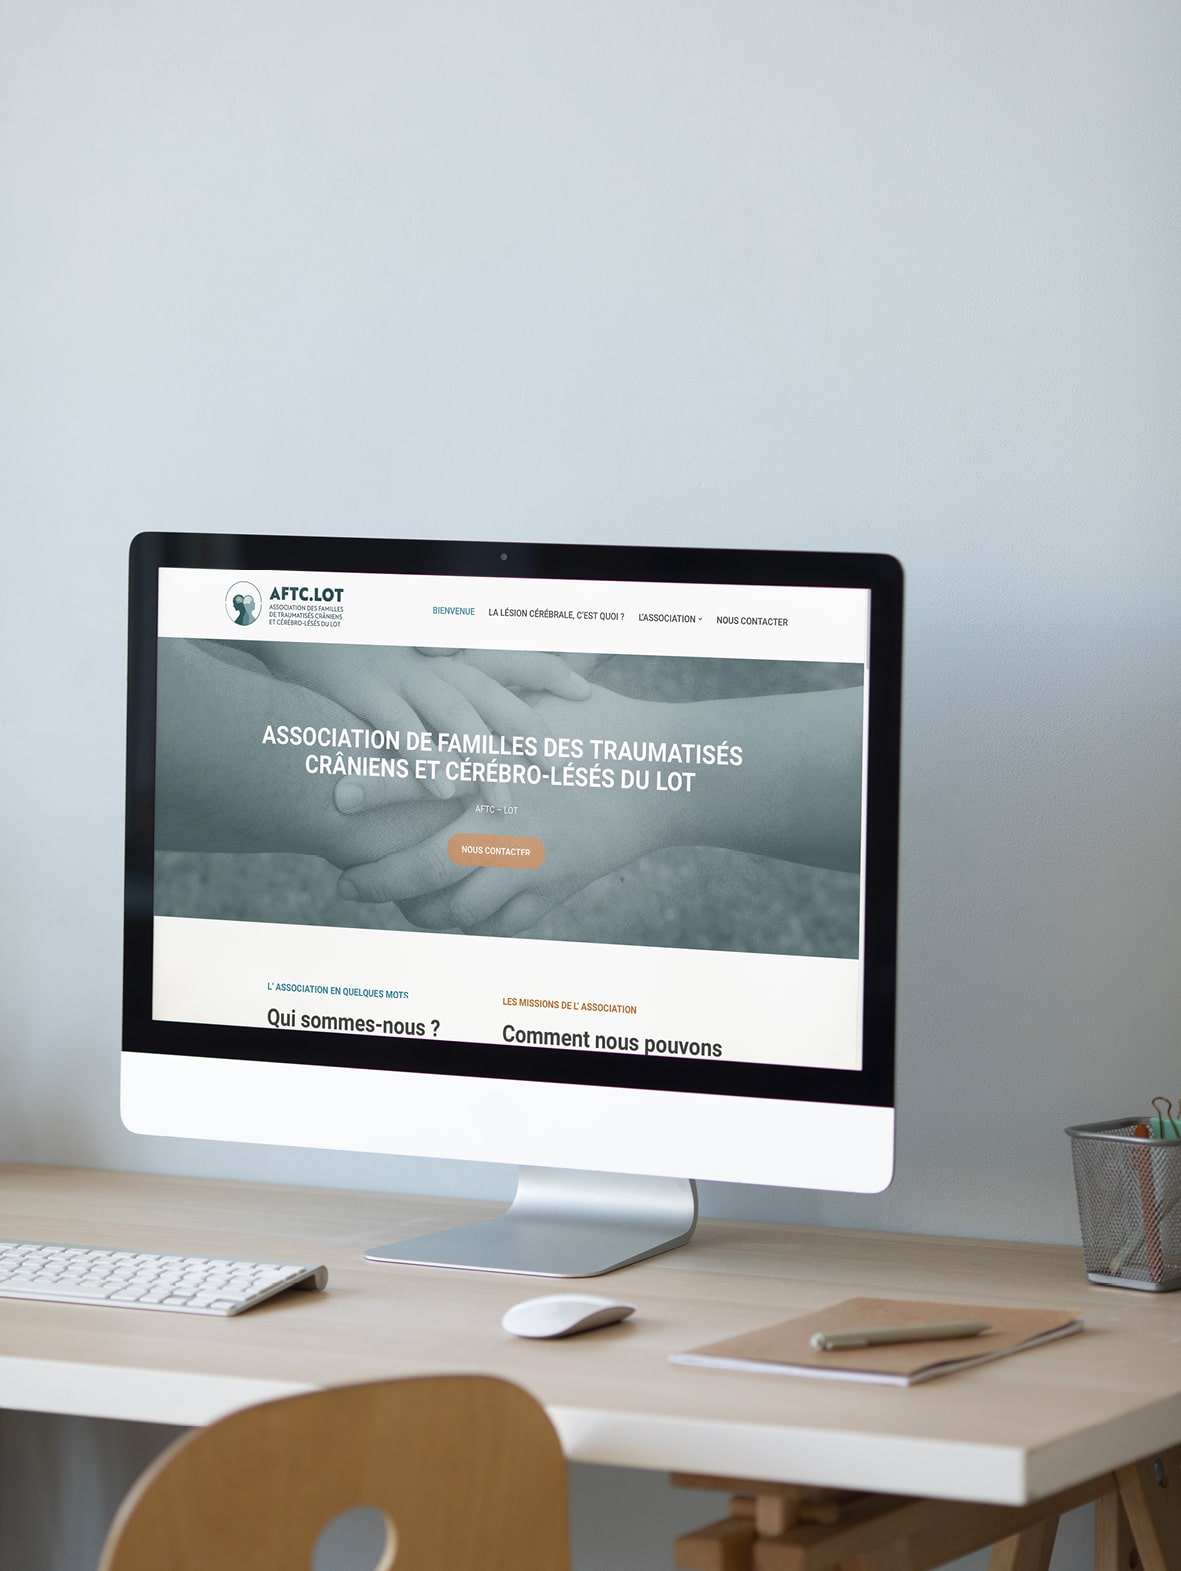 AFTC.LOT
ASSOCIATION DES FAMILLES
DE TRAUMATISÉS CRÂNIENS
ET CÉRÉBRO-LÉSÉS DU LOT
BIENVENUE
LA LÉSION CÉRÉBRALE, C'EST QUOI ?
L'ASSOCIATION
NOUS CONTACTER
ASSOCIATION DE FAMILLES DES TRAUMATISÉS
CRÂNIENS ET CÉRÉBRO-LÉSÉS DU LOT
AFTC – LOT
NOUS CONTACTER
L' ASSOCIATION EN QUELQUES MOTS
Qui sommes-nous ?
LES MISSIONS DE L' ASSOCIATION
Comment nous pouvons